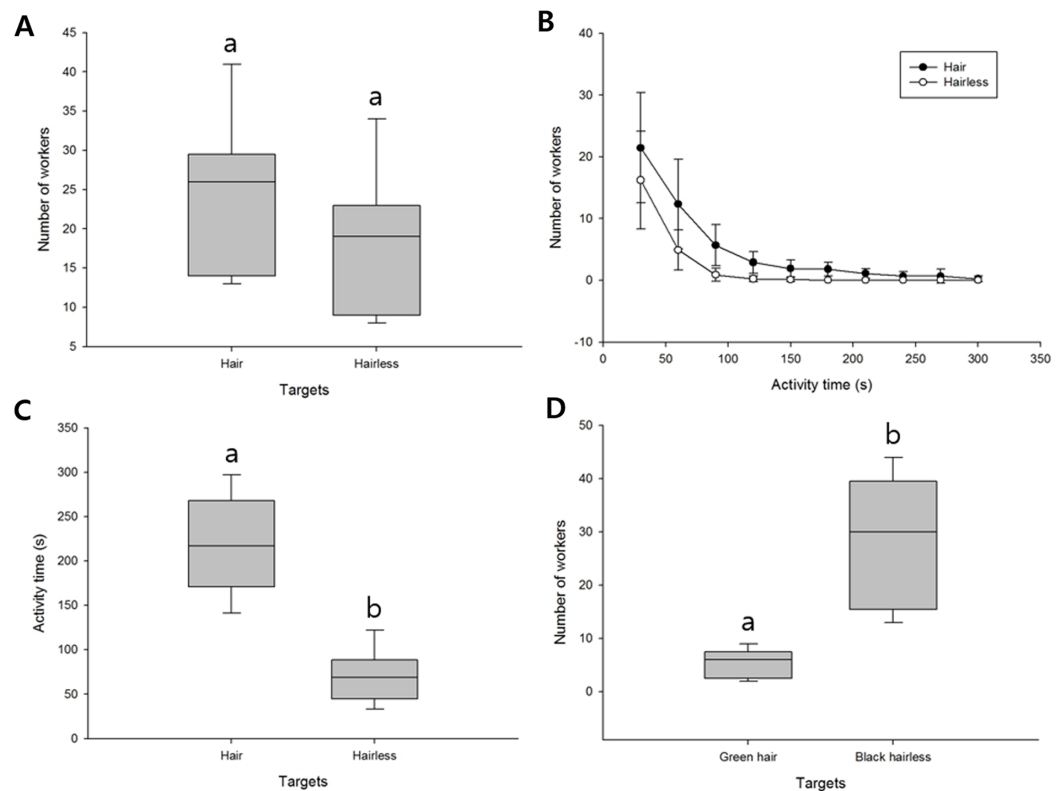 A
45
40
35
30
25
20
15
10
5
Number of workers
a
a
Hair
Hairless
Targets
B
40
30
20
10
0
-10
Number of workers
Hair
Hairless
0
50
100
150
200
250
300
350
Activity time (s)
C
350
300
250
200
150
100
50
0
Activity time (s)
a
b
Hair
Hairless
Targets
D
50
40
30
20
10
0
Number of workers
a
b
Green hair
Black hairless
Targets